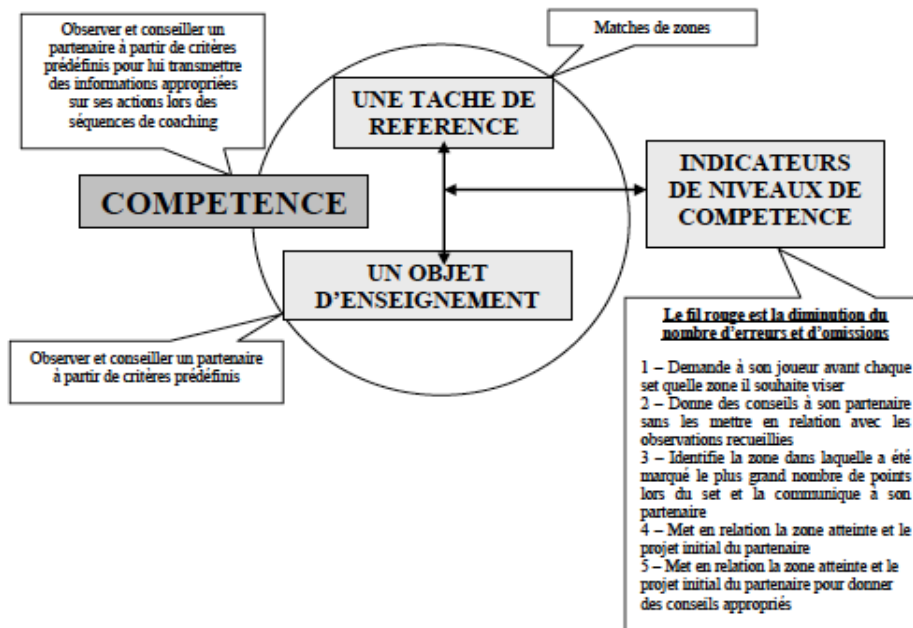 Observer et conseiller un
partenaire à partir de critères
prédéfinis pour lui transmettre
des informations appropriées
sur ses actions lors des
séquences de coaching
Matches de zones
UNE TACHE DE
REFERENCE
COMPETENCE
INDICATEURS
DE NIVEAUX DE
COMPETENCE
UN OBJET
D'ENSEIGNEMENT
Observer et conseiller un partenaire
à partir de critères prédéfinis
Le fil rouge est la diminution du
nombre d'erreurs et d'omissions
1 – Demande à son joueur avant chaque
set quelle zone il souhaite viser
2 – Donne des conseils à son partenaire
sans les mettre en relation avec les
observations recueillies
3 – Identifie la zone dans laquelle a été
marqué le plus grand nombre de points
lors du set et la communique à son
partenaire
4 – Met en relation la zone atteinte et le
projet initial du partenaire
5 – Met en relation la zone atteinte et le
projet initial du partenaire pour donner
des conseils appropriés